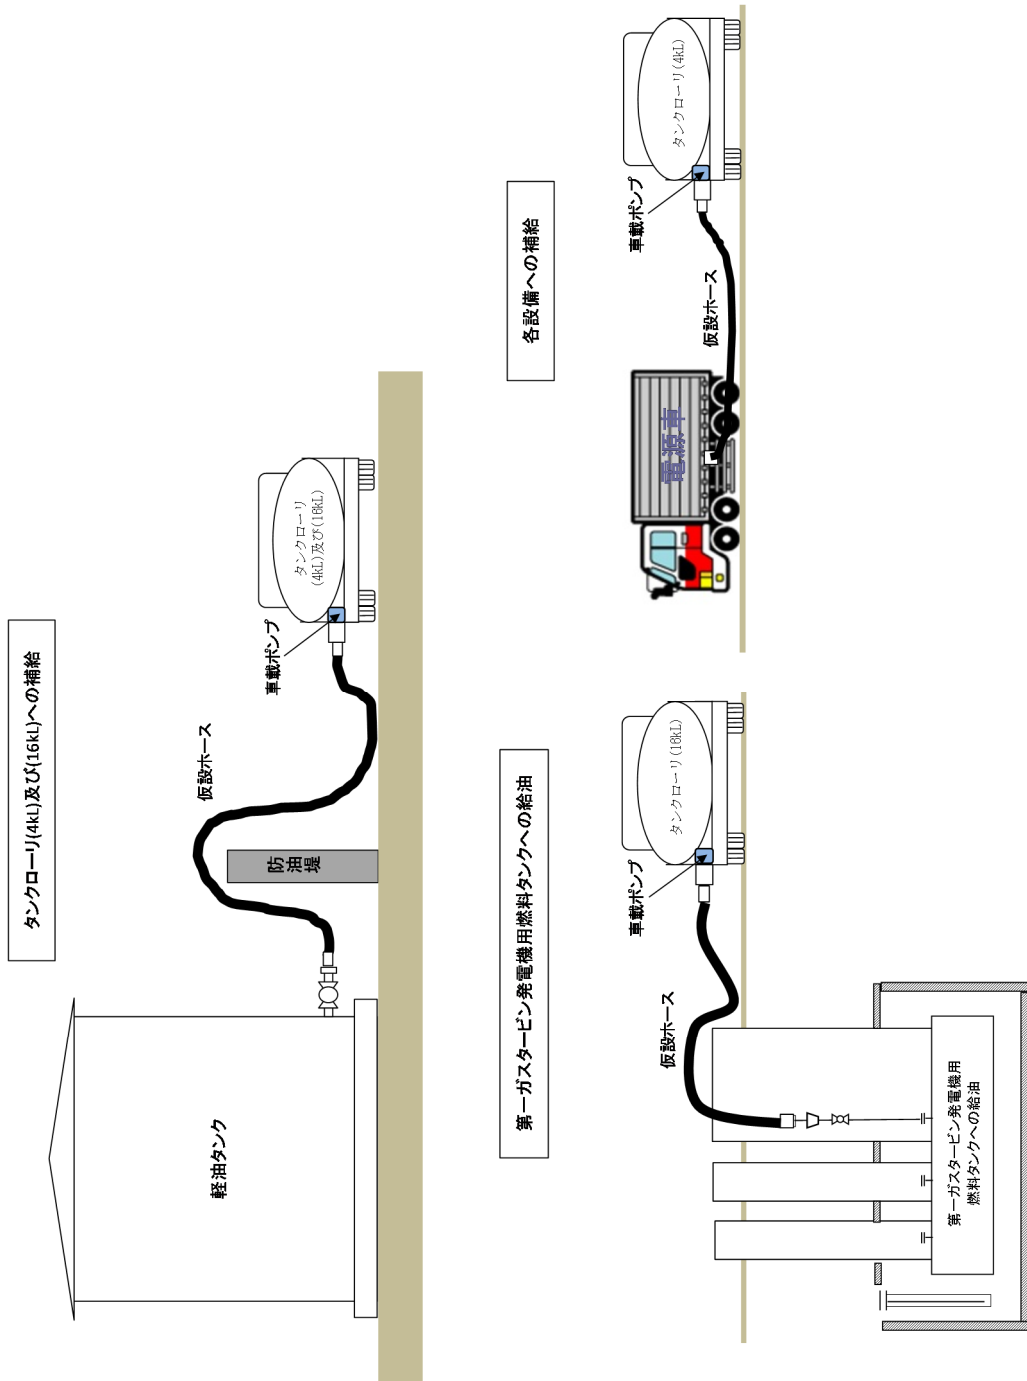 タンクローリ(4kL)及び(16kL)への補給
軽油タンク
防油
堤
仮設ホース
車載ポンプ
タンクローリ
(4kL)及び(16kL)
第一ガスタービン発電機用燃料タンクへの給油
第一ガスタービン発電機用
燃料タンクへの給油
仮設ホース
車載ポンプ
タンクローリ(16kL)
各設備への補給
電源車
仮設ホース
車載ポンプ
タンクローリ(4kL)